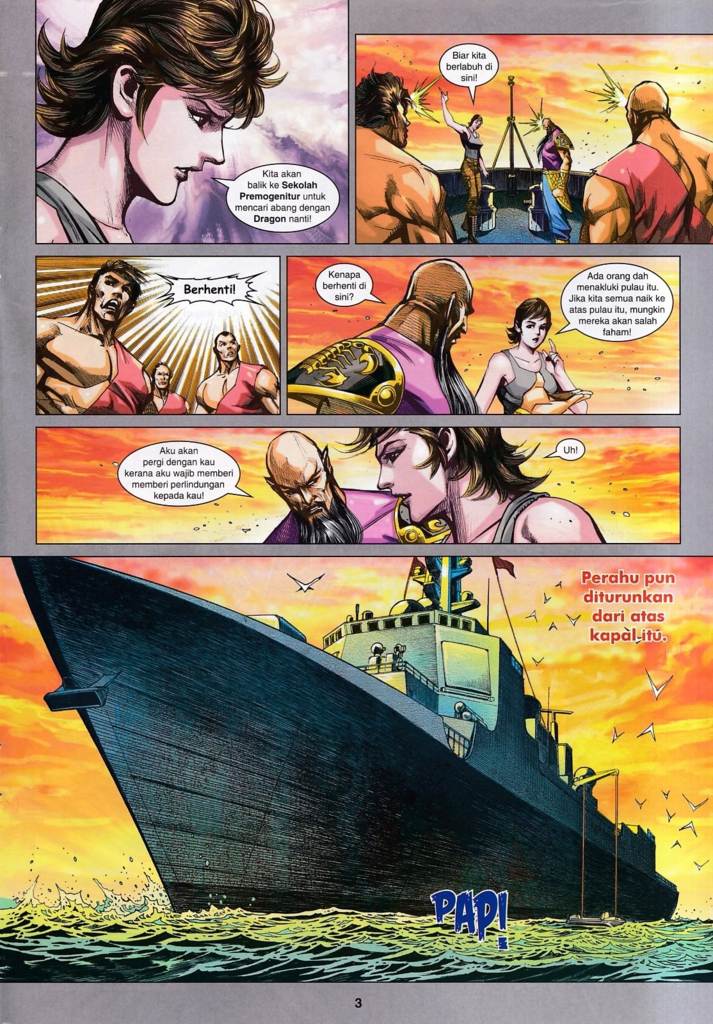 Kita akan
balik ke Sekolah
Premogenitur untuk
mencari abang dengan
Dragon nanti!
Biar kita
berlabuh di
sini!
Berhenti!
Kenapa
berhenti di
sini?
Ada orang dah
menakluki pulau itu.
Jika kita semua naik ke
atas pulau itu, mungkin
mereka akan salah
faham!
Aku akan
pergi dengan kau
kerana aku wajib memberi
memberi perlindungan
kepada kau!
Uh!
Perahu pun
diturunkan
dari atas
kapal itu.
PAP!
3